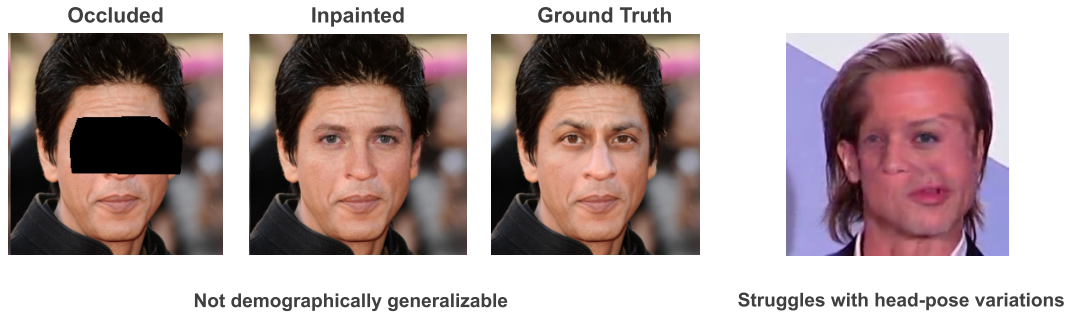 Occluded Inpainted Ground Truth
Not demographically generalizable
Struggles with head-pose variations